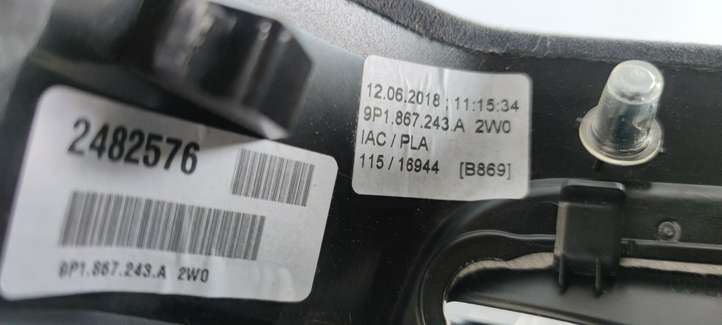 2482576
9P1.867.243.A 2W0
12.06.2018 11:15:34
9P1.867.243.A 2W0
IAC / PLA
115 / 16944 [B869]